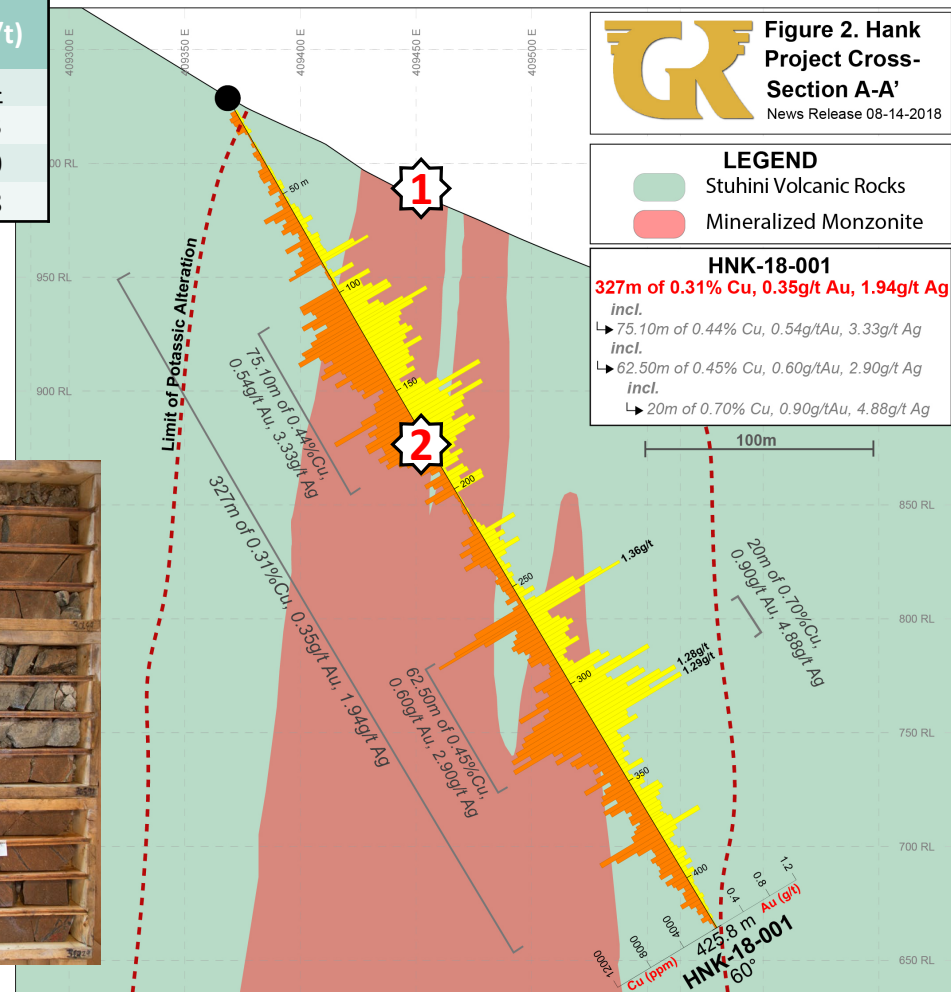 /t)
409300 E
409350 E
409400 E
409450 E
409500 E
GR
Figure 2. Hank
Project Cross-
Section A-A’
News Release 08-14-2018
LEGEND
Stuhini Volcanic Rocks
Mineralized Monzonite
HNK-18-001
327m of 0.31% Cu, 0.35g/t Au, 1.94g/t Ag
incl.
75.10m of 0.44% Cu, 0.54g/tAu, 3.33g/t Ag
incl.
62.50m of 0.45% Cu, 0.60g/tAu, 2.90g/t Ag
incl.
20m of 0.70% Cu, 0.90g/tAu, 4.88g/t Ag
100m
00 RL
950 RL
900 RL
850 RL
800 RL
750 RL
700 RL
650 RL
1
2
50 m
100
150
200
250
300
350
400
Limit of Potassic Alteration
75.10m of 0.44%Cu,
0.54g/t Au, 3.33g/t Ag
327m of 0.31%Cu, 0.35g/t Au, 1.94g/t Ag
62.50m of 0.45%Cu,
0.60g/t Au, 2.90g/t Ag
20m of 0.70%Cu,
0.90g/t Au, 4.88g/t Ag
1.36g/t
1.28g/t
1.29g/t
0.4
0.8
1.2
Au (g/t)
4000
8000
12000
Cu (ppm)
425.8 m
HNK-18-001
60°